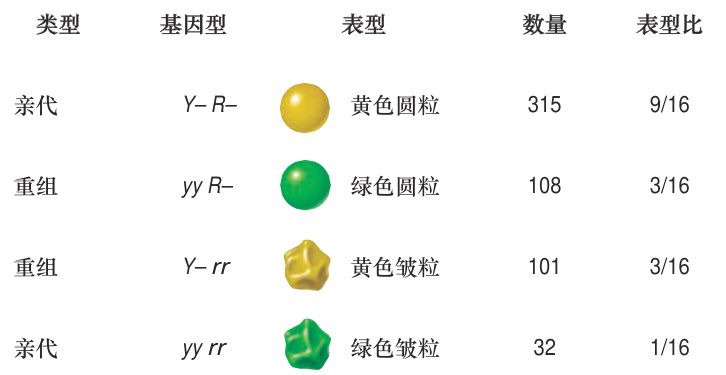 类型 基因型 表型 数量 表型比
亲代 Y– R– 黄色圆粒 315 9/16
重组 yy R– 绿色圆粒 108 3/16
重组 Y– rr 黄色皱粒 101 3/16
亲代 yy rr 绿色皱粒 32 1/16